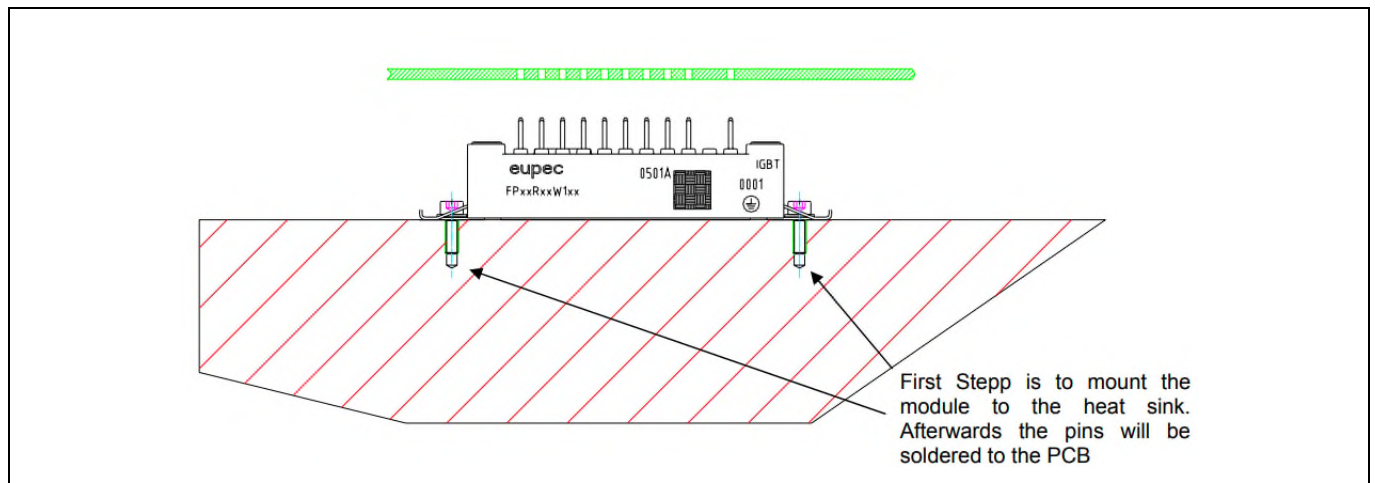 eupec
0501A
IGBT
FPxxRxxW1xx
0001
First Stepp is to mount the
module to the heat sink.
Afterwards the pins will be
soldered to the PCB